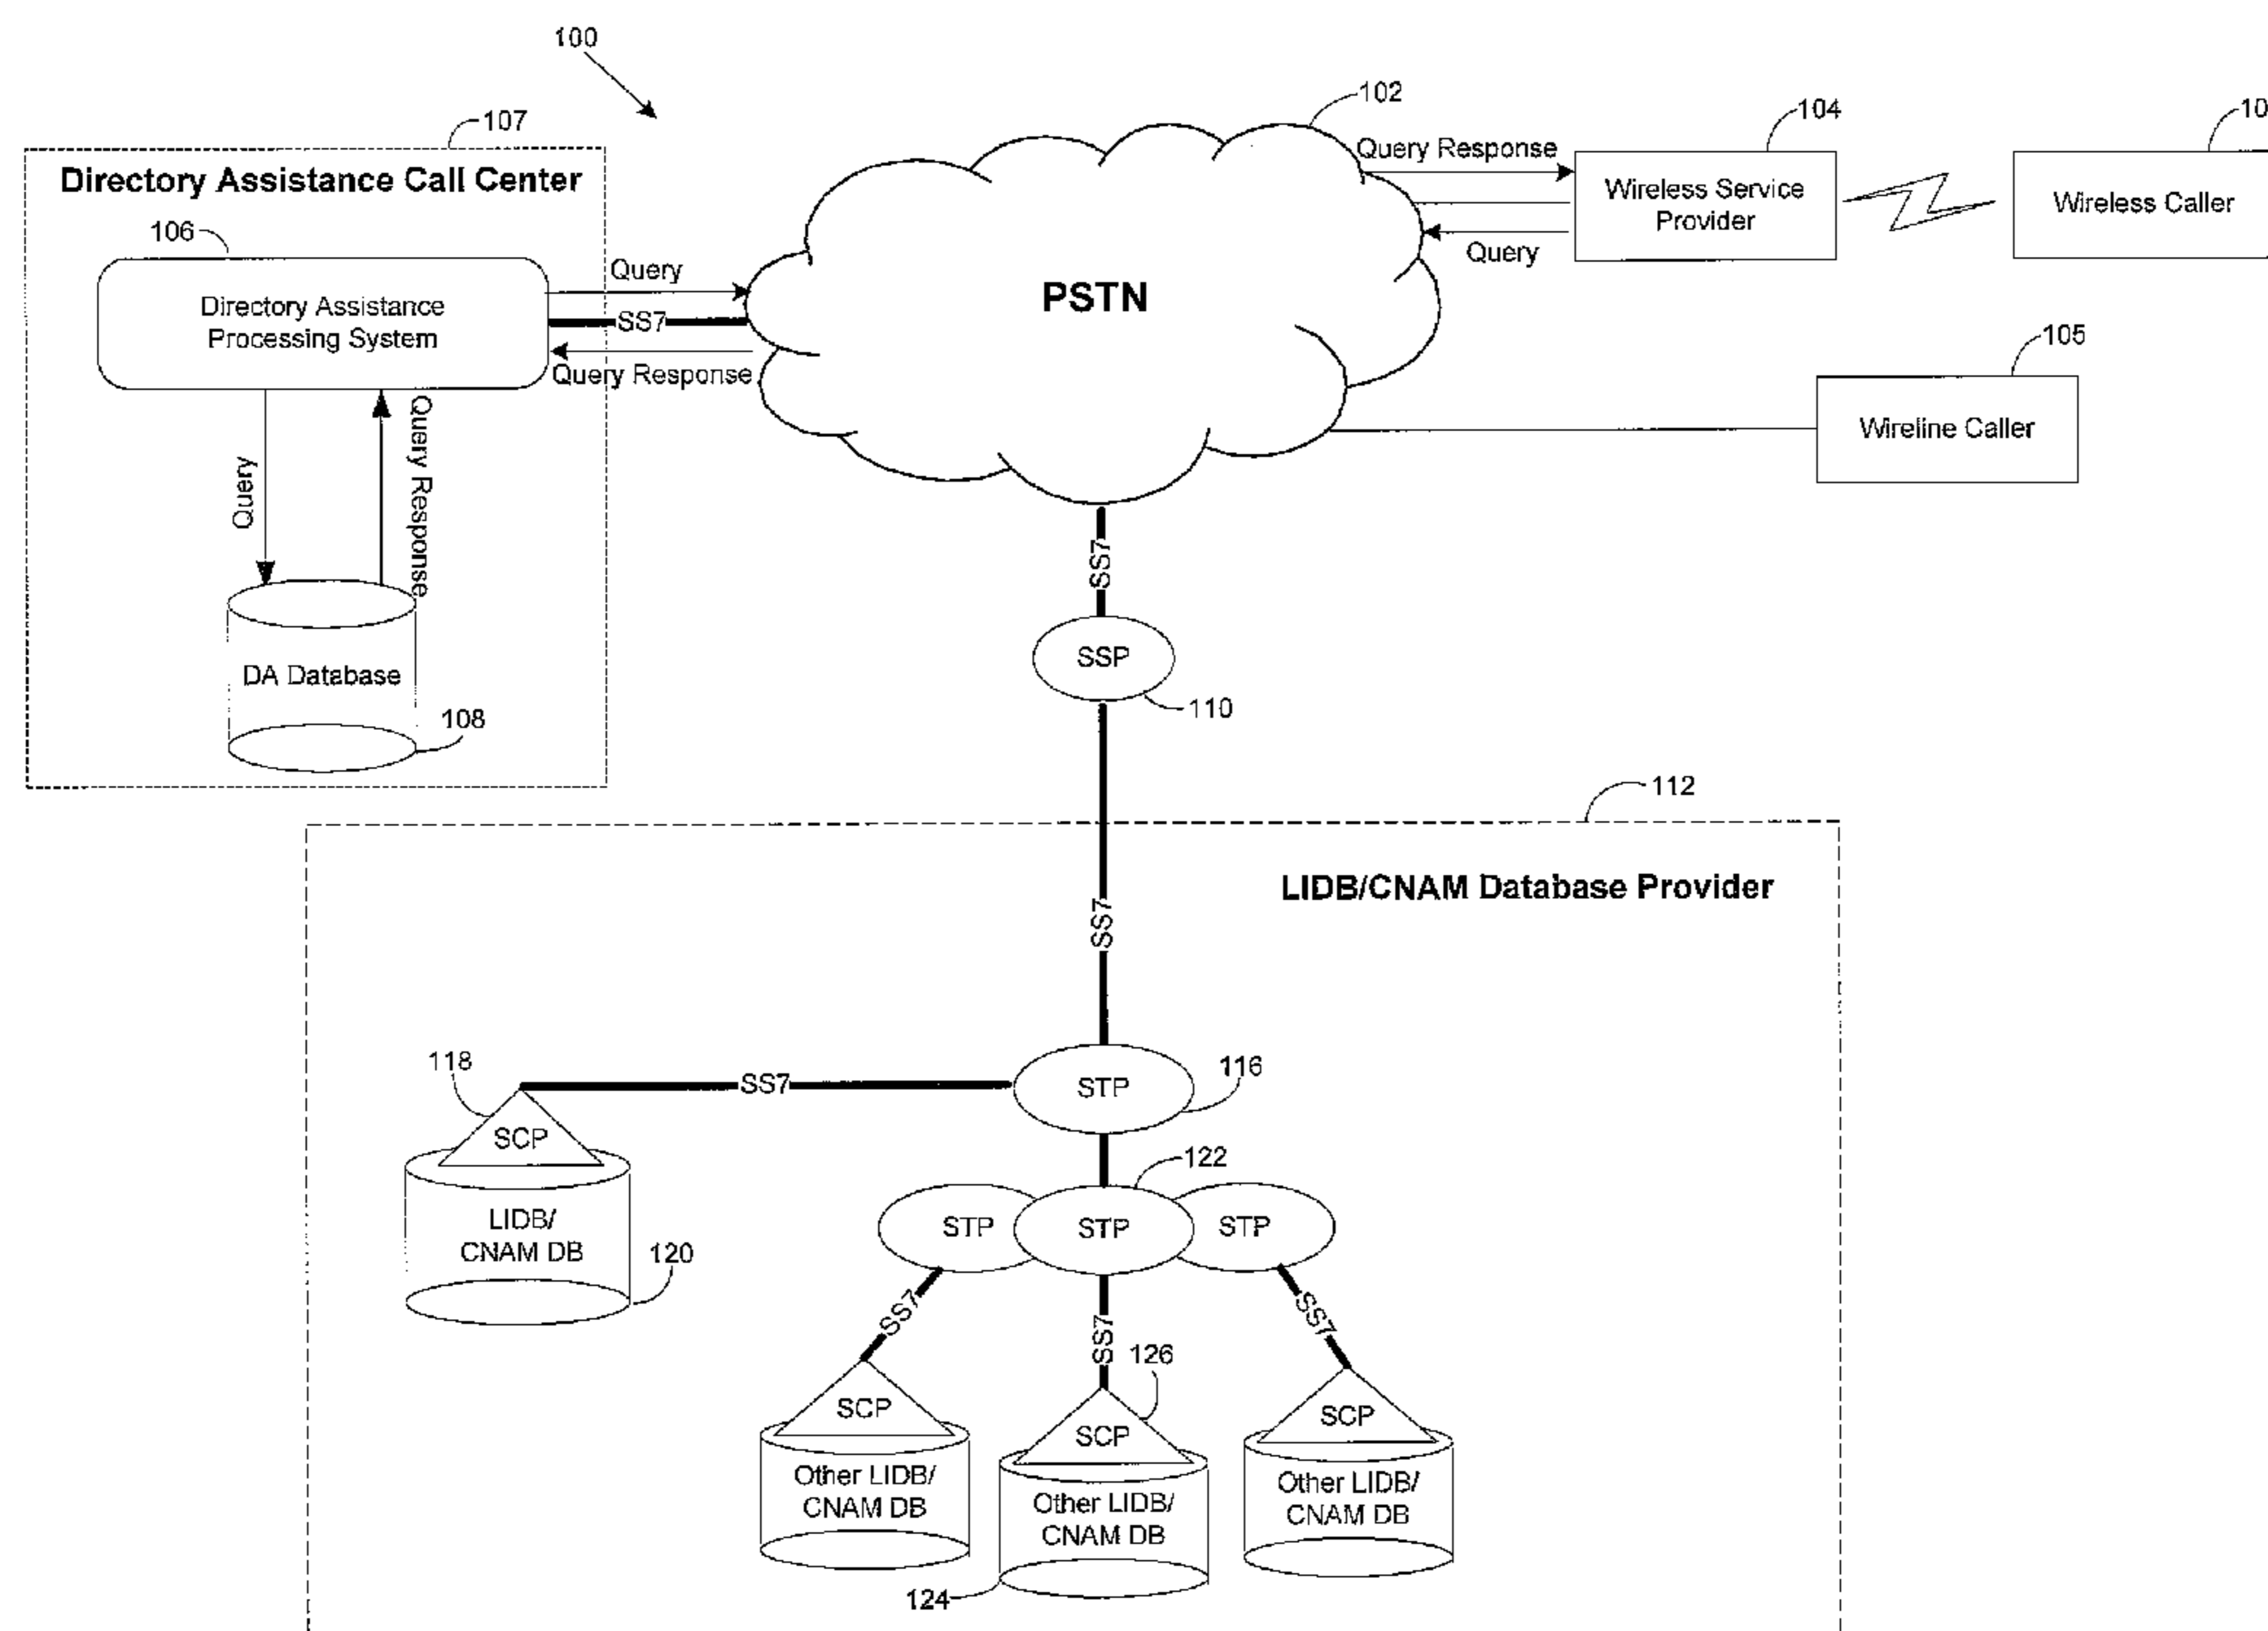 100
107
102
104
Directory Assistance Call Center
Query Response
Wireless Service
Provider
Wireless Caller
106
Query
Query
Directory Assistance
Processing System
SS7
PSTN
Query Response
105
Wireline Caller
Query
Query Response
SS7
DA Database
108
SSP
110
112
LIDB/CNAM Database Provider
SS7
118
SS7
STP
116
SCP
122
LIDB/
CNAM DB
120
STP
STP
STP
SS7
SS7
SS7
126
SCP
SCP
SCP
Other LIDB/
CNAM DB
Other LIDB/
CNAM DB
Other LIDB/
CNAM DB
124